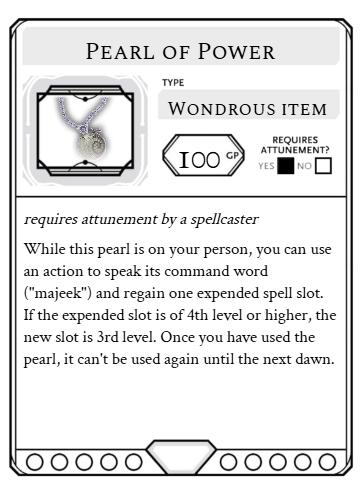 Pearl of Power
TYPE
Wondrous item
100 GP
REQUIRES
ATTUNEMENT?
YES NO
requires attunement by a spellcaster
While this pearl is on your person, you can use
an action to speak its command word
("majeek") and regain one expended spell slot.
If the expended slot is of 4th level or higher, the
new slot is 3rd level. Once you have used the
pearl, it can't be used again until the next dawn.